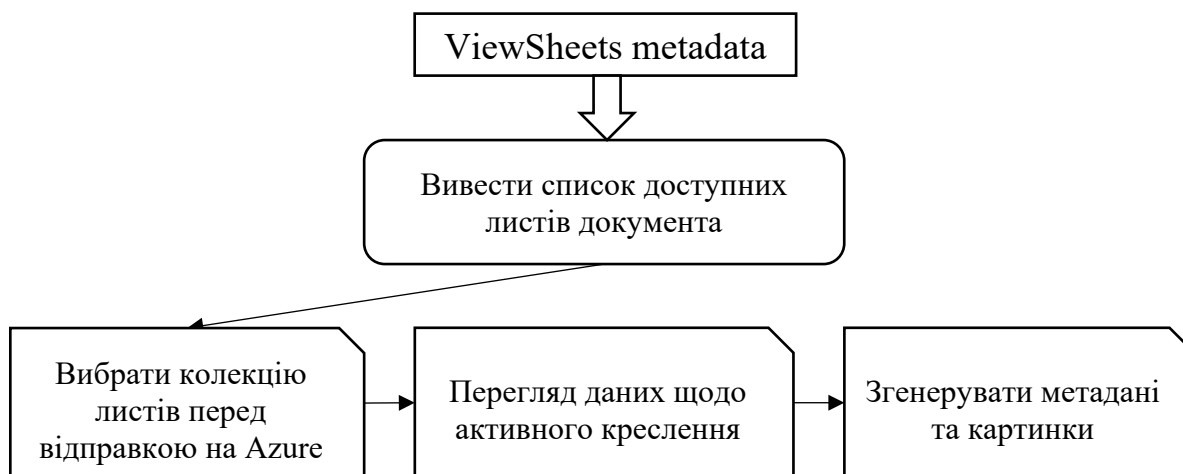 ViewSheets metadata
Вивести список доступних
листів документа
Вибрати колекцію
листів перед
відправкою на Azure
Перегляд даних щодо
активного креслення
Згенерувати метадані
та картинки